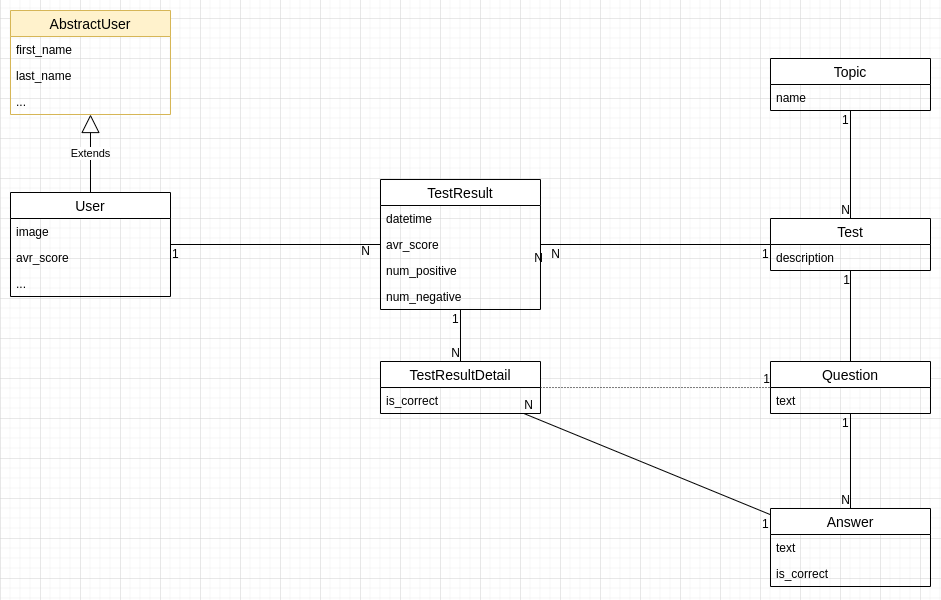 AbstractUser
first_name
last_name
...
Extends
User
image
avr_score
...
1
N
TestResult
datetime
avr_score
num_positive
num_negative
N
N
1
1
N
TestResultDetail
is_correct
N
1
1
Topic
name
1
N
Test
description
1
Question
text
1
N
Answer
text
is_correct